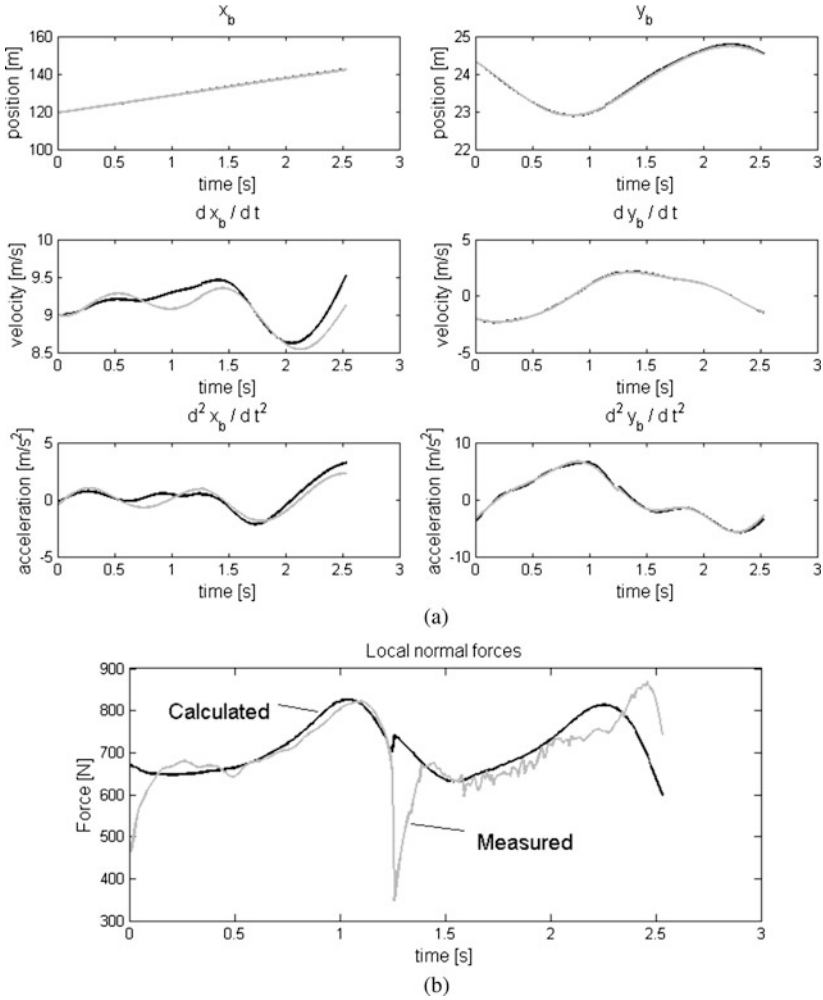 x_b
y_b
position [m]
160
140
120
100
0 0.5 1 1.5 2 2.5 3
time [s]
position [m]
25
24
23
22
0 0.5 1 1.5 2 2.5 3
time [s]
d x_b / d t
d y_b / d t
velocity [m/s]
10
9.5
9
8.5
0 0.5 1 1.5 2 2.5 3
time [s]
velocity [m/s]
5
0
-5
0 0.5 1 1.5 2 2.5 3
time [s]
d² x_b / d t²
d² y_b / d t²
acceleration [m/s²]
5
0
-5
0 0.5 1 1.5 2 2.5 3
time [s]
acceleration [m/s²]
10
0
-10
0 0.5 1 1.5 2 2.5 3
time [s]
(a)
Local normal forces
Force [N]
900
800
700
600
500
400
300
Calculated
Measured
0 0.5 1 1.5 2 2.5 3
time [s]
(b)